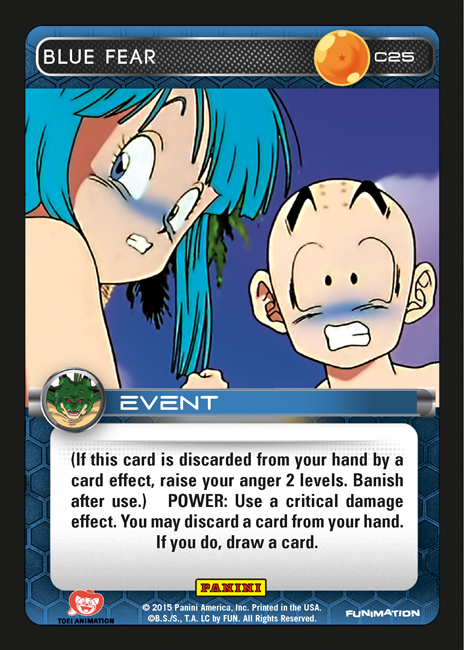 BLUE FEAR C25
EVENT
(If this card is discarded from your hand by a
card effect, raise your anger 2 levels. Banish
after use.) POWER: Use a critical damage
effect. You may discard a card from your hand.
If you do, draw a card.
PANINI
TOEI ANIMATION
© 2015 Panini America, Inc. Printed in the USA.
©B.S./S., T.A. LC by FUN. All Rights Reserved.
FUNIMATION